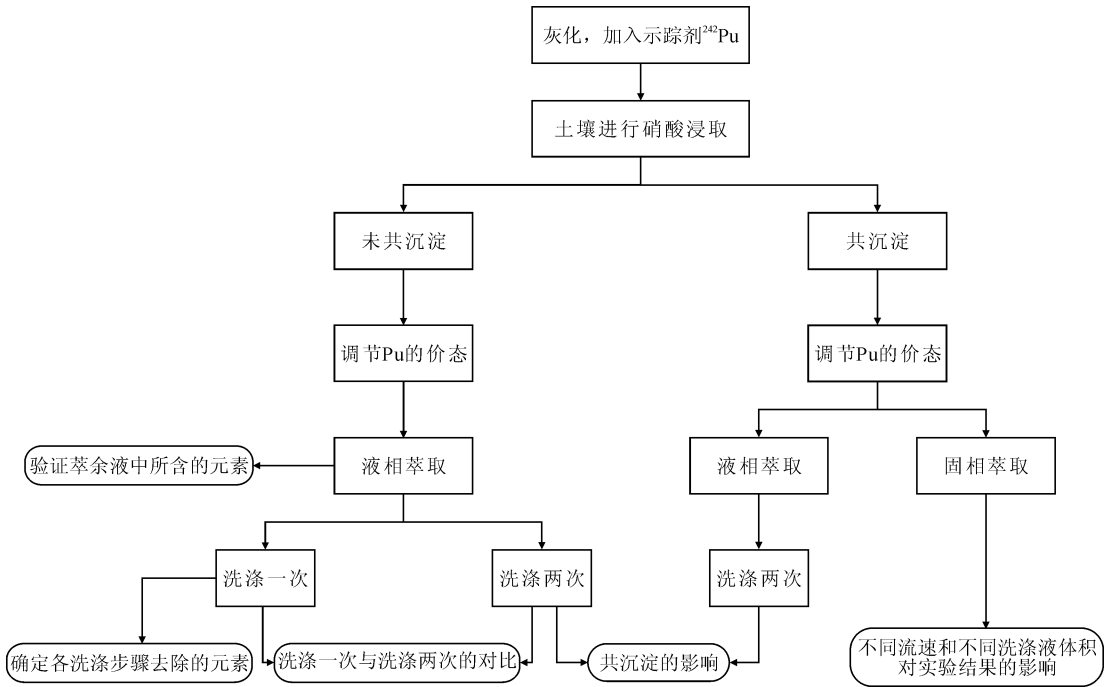 灰化，加入示踪剂²⁴²Pu
土壤进行硝酸浸取
未共沉淀
共沉淀
调节Pu的价态
调节Pu的价态
验证萃余液中所含的元素
液相萃取
液相萃取
固相萃取
洗涤一次
洗涤两次
洗涤两次
确定各洗涤步骤去除的元素
洗涤一次与洗涤两次的对比
共沉淀的影响
不同流速和不同洗涤液体积
对实验结果的影响